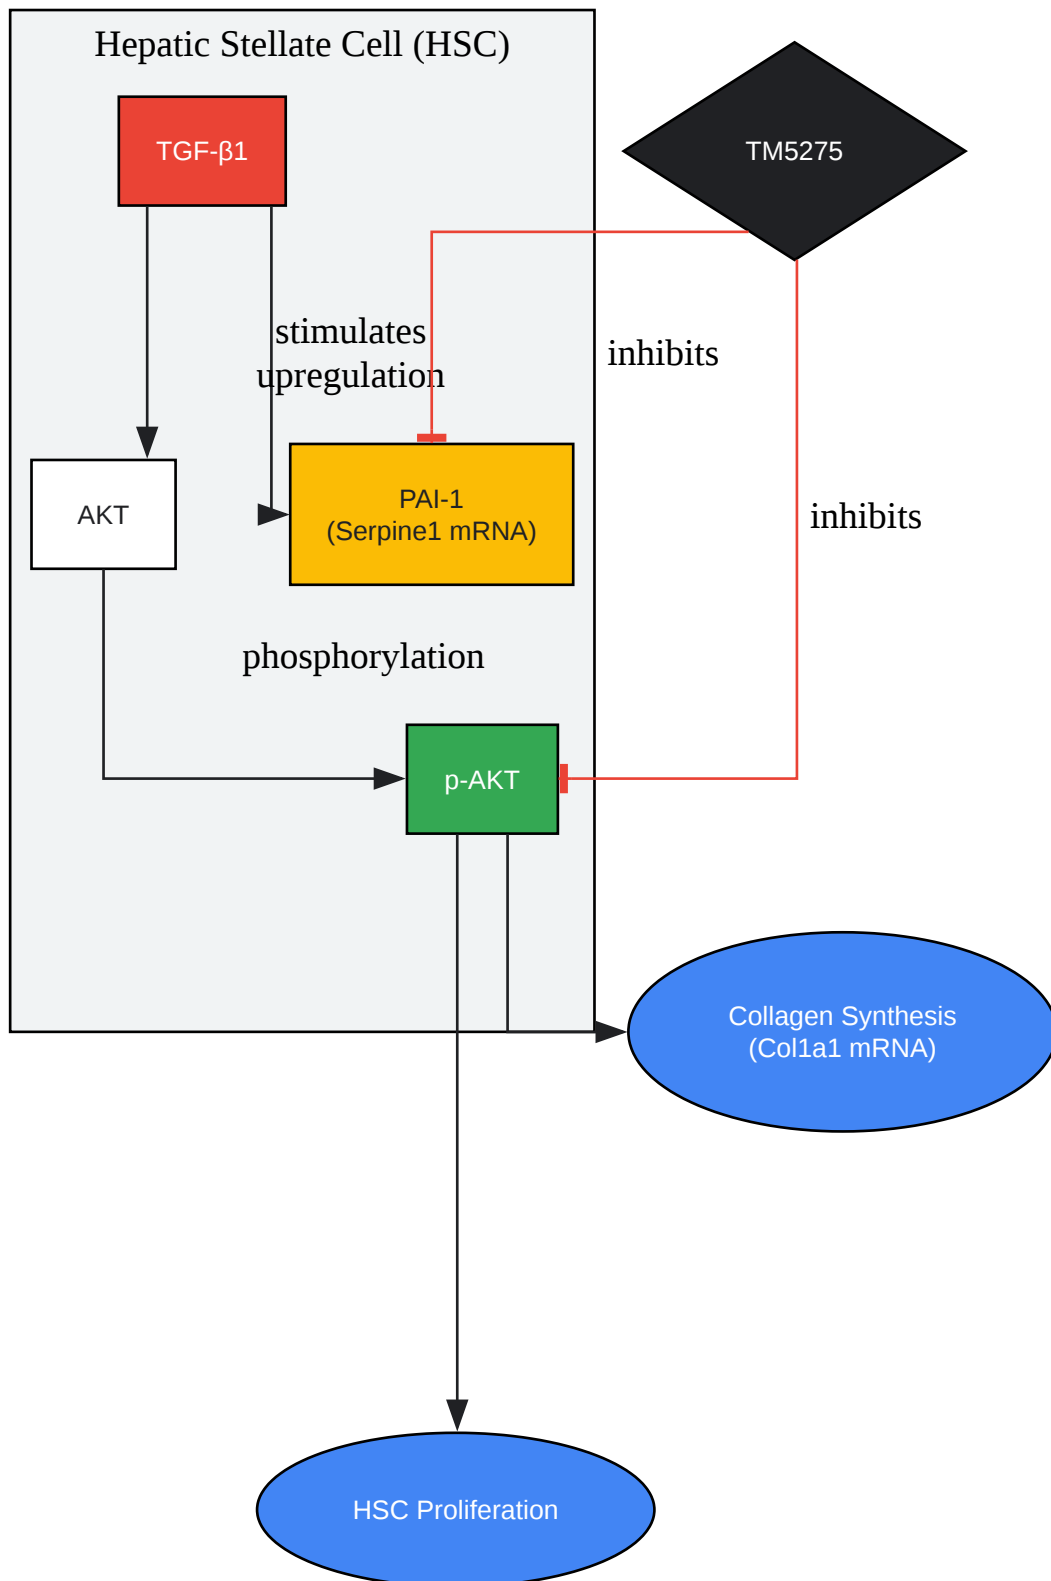 Hepatic Stellate Cell (HSC)
TGF-β1
TM5275
stimulates
upregulation
inhibits
AKT
PAI-1
(Serpine1 mRNA)
inhibits
phosphorylation
p-AKT
Collagen Synthesis
(Col1a1 mRNA)
HSC Proliferation